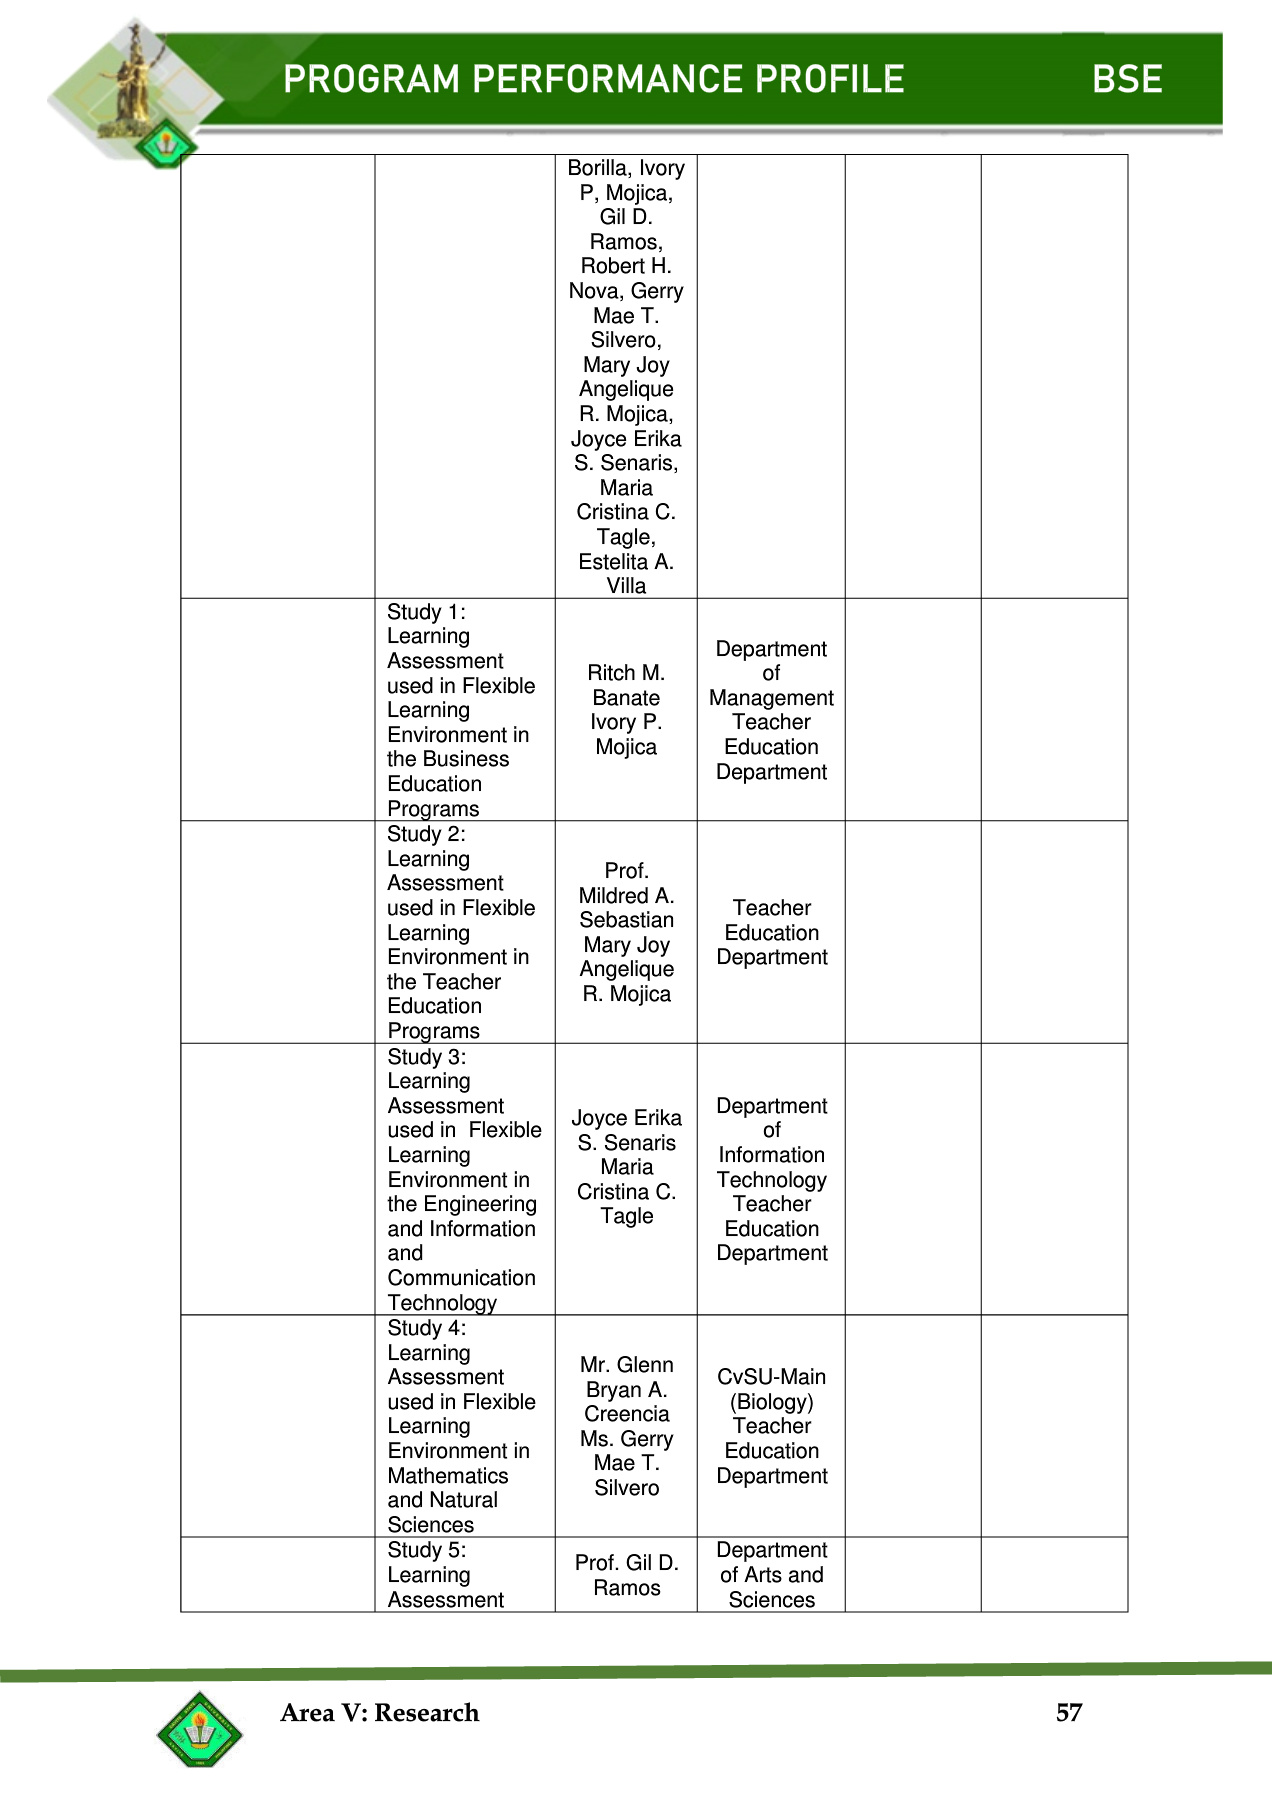 PROGRAM PERFORMANCE PROFILE BSE
Borilla, Ivory
P, Mojica,
Gil D.
Ramos,
Robert H.
Nova, Gerry
Mae T.
Silvero,
Mary Joy
Angelique
R. Mojica,
Joyce Erika
S. Senaris,
Maria
Cristina C.
Tagle,
Estelita A.
Villa
Study 1:
Learning
Assessment
used in Flexible
Learning
Environment in
the Business
Education
Programs
Ritch M.
Banate
Ivory P.
Mojica
Department
of
Management
Teacher
Education
Department
Study 2:
Learning
Assessment
used in Flexible
Learning
Environment in
the Teacher
Education
Programs
Prof.
Mildred A.
Sebastian
Mary Joy
Angelique
R. Mojica
Teacher
Education
Department
Study 3:
Learning
Assessment
used in  Flexible
Learning
Environment in
the Engineering
and Information
and
Communication
Technology
Joyce Erika
S. Senaris
Maria
Cristina C.
Tagle
Department
of
Information
Technology
Teacher
Education
Department
Study 4:
Learning
Assessment
used in Flexible
Learning
Environment in
Mathematics
and Natural
Sciences
Mr. Glenn
Bryan A.
Creencia
Ms. Gerry
Mae T.
Silvero
CvSU-Main
(Biology)
Teacher
Education
Department
Study 5:
Learning
Assessment
Prof. Gil D.
Ramos
Department
of Arts and
Sciences
Area V: Research 57